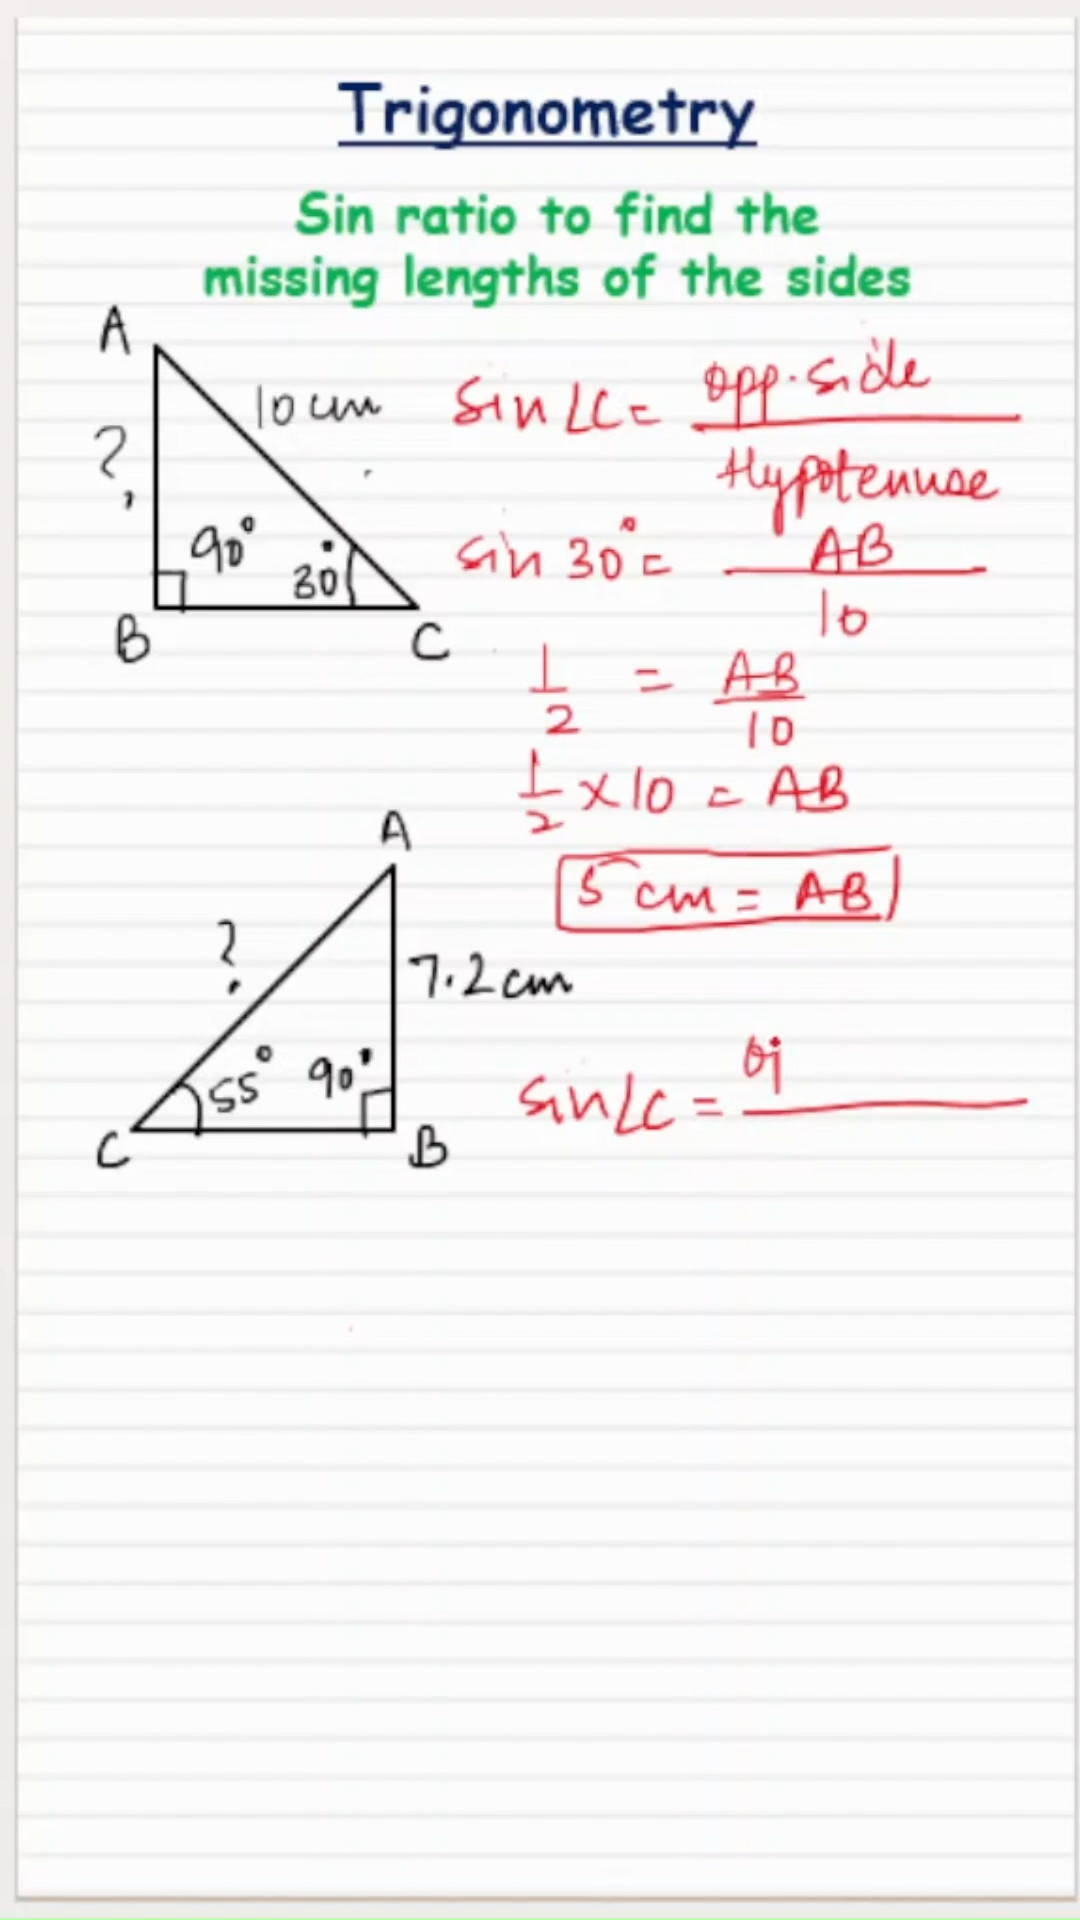 Trigonometry
Sin ratio to find the
missing lengths of the sides
A
10 cm
?
90°
30°
B
C
sin ∠C = opp. side
Hypotenuse
sin 30° = AB
10
1/2 = AB/10
1/2 × 10 = AB
5 cm = AB
A
?
7.2 cm
55°
90°
C
B
sin ∠C =